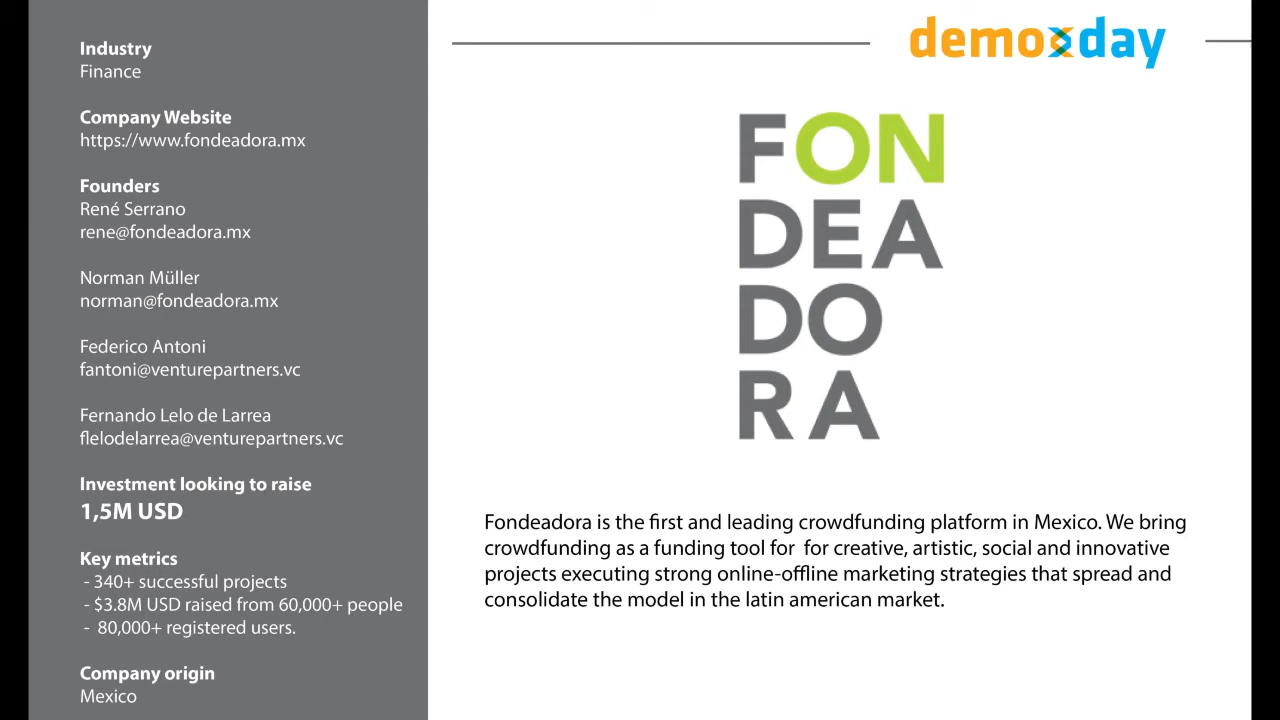 Industry
Finance
Company Website
https://www.fondeadora.mx
Founders
René Serrano
rene@fondeadora.mx
Norman Müller
norman@fondeadora.mx
Federico Antoni
fantoni@venturepartners.vc
Fernando Lelo de Larrea
flelodelarrea@venturepartners.vc
Investment looking to raise
1,5M USD
Key metrics
- 340+ successful projects
- $3.8M USD raised from 60,000+ people
- 80,000+ registered users.
Company origin
Mexico
demo day
FON
DEA
DO
RA
Fondeadora is the first and leading crowdfunding platform in Mexico. We bring
crowdfunding as a funding tool for for creative, artistic, social and innovative
projects executing strong online-offline marketing strategies that spread and
consolidate the model in the latin american market.